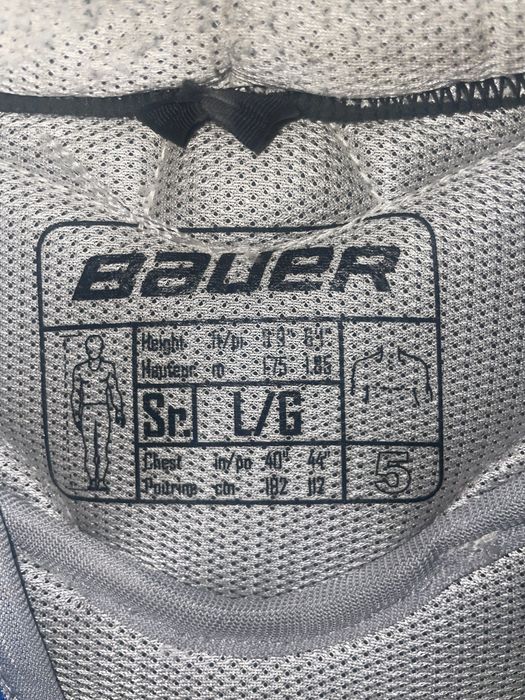 BAUER
Height ft/pi 5'9" 6'1"
Hauteur m 1.75 1.85
Sr. L/G
Chest in/po 40" 44"
Poitrine cm 102 112
5